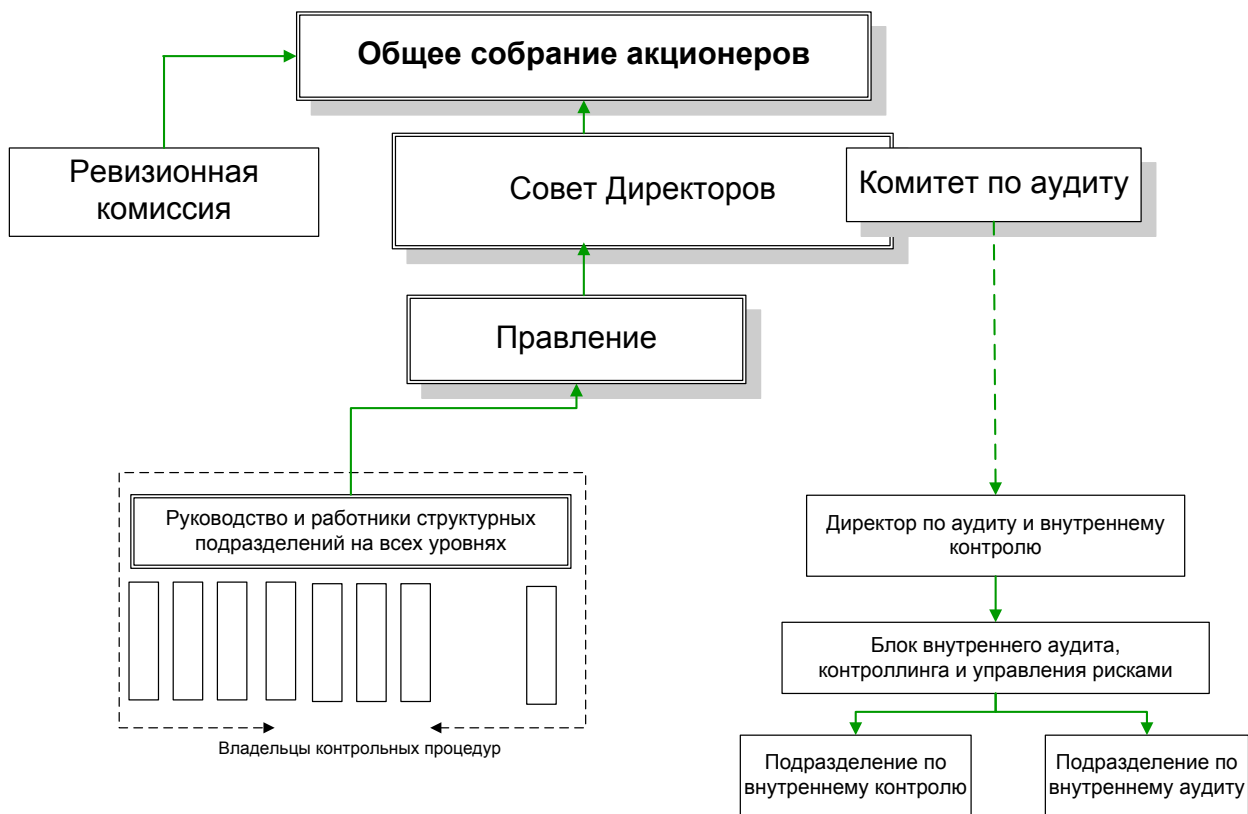 Общее собрание акционеров
Ревизионная
комиссия
Совет Директоров
Комитет по аудиту
Правление
Руководство и работники структурных
подразделений на всех уровнях
Владельцы контрольных процедур
Директор по аудиту и внутреннему
контролю
Блок внутреннего аудита,
контроллинга и управления рисками
Подразделение по
внутреннему контролю
Подразделение по
внутреннему аудиту